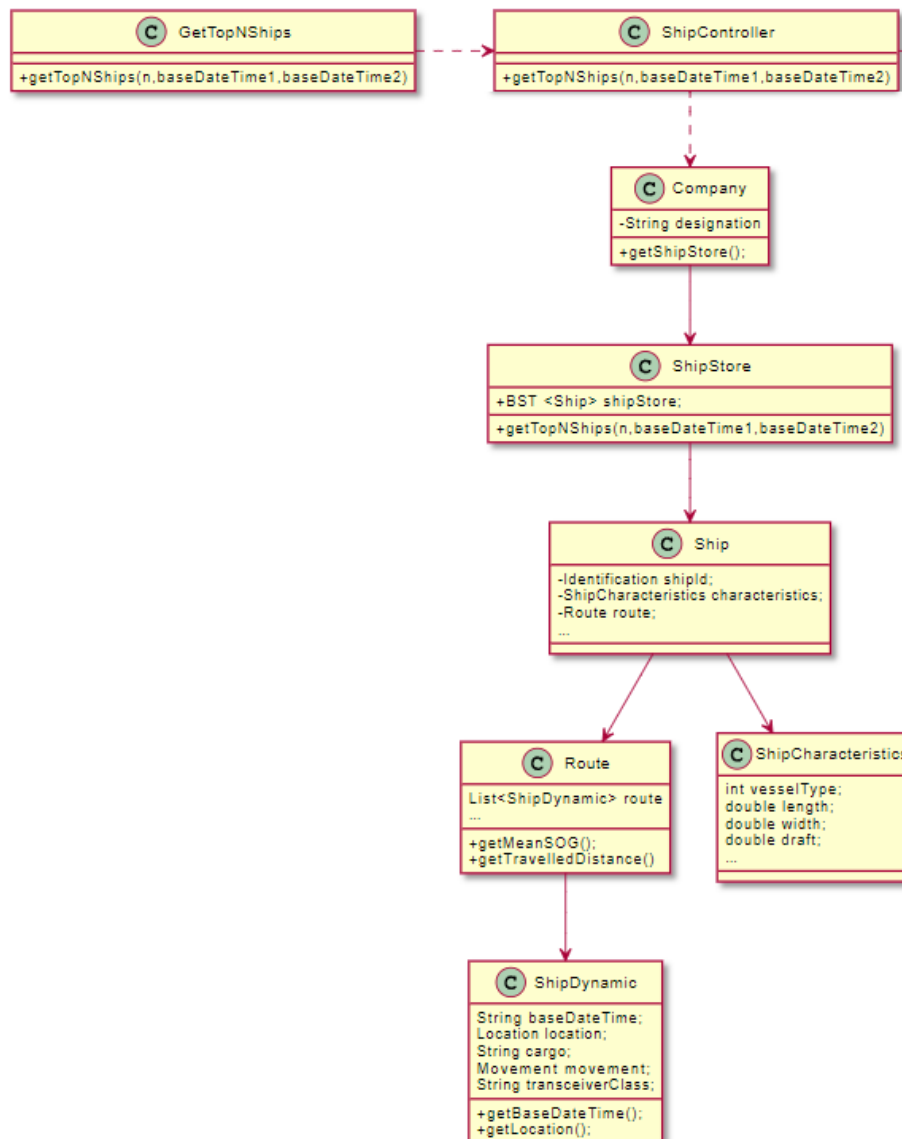 C GetTopNShips
+getTopNShips(n,baseDateTime1,baseDateTime2)
C ShipController
+getTopNShips(n,baseDateTime1,baseDateTime2)
C Company
-String designation
+getShipStore();
C ShipStore
+BST <Ship> shipStore;
+getTopNShips(n,baseDateTime1,baseDateTime2)
C Ship
-Identification shipId;
-ShipCharacteristics characteristics;
-Route route;
...
C Route
List<ShipDynamic> route
...
+getMeanSOG();
+getTravelledDistance()
C ShipCharacteristics
int vesselType;
double length;
double width;
double draft;
...
C ShipDynamic
String baseDateTime;
Location location;
String cargo;
Movement movement;
String transceiverClass;
+getBaseDateTime();
+getLocation();